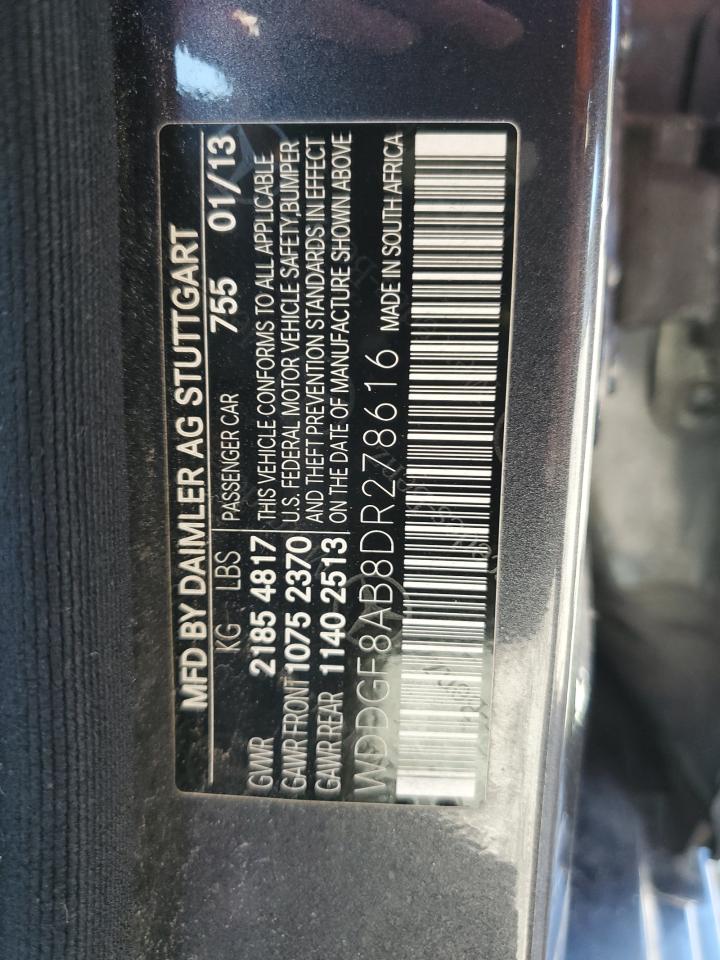 MFD BY DAIMLER AG STUTTGART
KG LBS PASSENGER CAR 755 01/13
GVWR 2185 4817 THIS VEHICLE CONFORMS TO ALL APPLICABLE
GAWR FRONT 1075 2370 U.S. FEDERAL MOTOR VEHICLE SAFETY,BUMPER
GAWR REAR 1140 2513 AND THEFT PREVENTION STANDARDS IN EFFECT
ON THE DATE OF MANUFACTURE SHOWN ABOVE
WDDGF8AB8DR278616 MADE IN SOUTH AFRICA